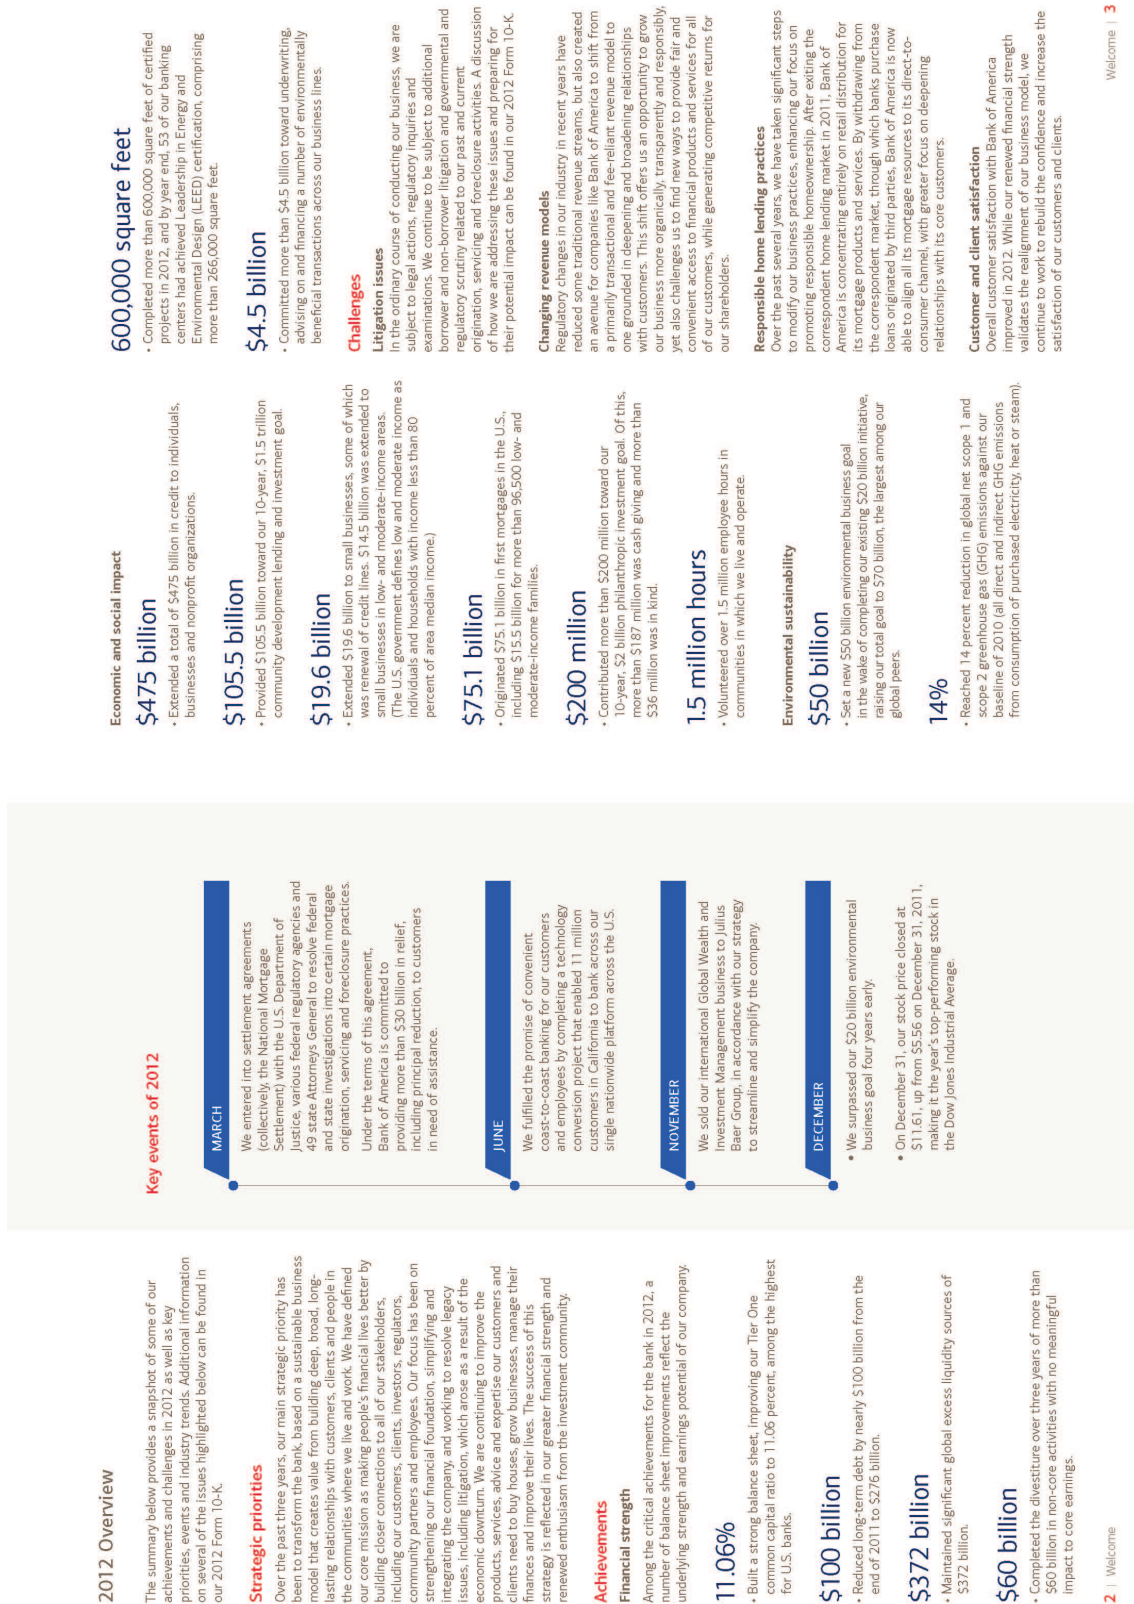 2012 Overview
The summary below provides a snapshot of some of our
achievements and challenges in 2012 as well as key
priorities, events and industry trends. Additional information
on several of the issues highlighted below can be found in
our 2012 Form 10-K.
Strategic priorities
Over the past three years, our main strategic priority has
been to transform the bank, based on a sustainable business
model that creates value from building deep, broad, long-
lasting relationships with customers, clients and people in
the communities where we live and work. We have defined
our core mission as making people's financial lives better by
building closer connections to all of our stakeholders,
including our customers, clients, investors, regulators,
community partners and employees. Our focus has been on
strengthening our financial foundation, simplifying and
integrating the company, and working to resolve legacy
issues, including litigation, which arose as a result of the
economic downturn. We are continuing to improve the
products, services, advice and expertise our customers and
clients need to buy houses, grow businesses, manage their
finances and improve their lives. The success of this
strategy is reflected in our greater financial strength and
renewed enthusiasm from the investment community.
Achievements
Financial strength
Among the critical achievements for the bank in 2012, a
number of balance sheet improvements reflect the
underlying strength and earnings potential of our company.
11.06%
• Built a strong balance sheet, improving our Tier One
common capital ratio to 11.06 percent, among the highest
for U.S. banks.
$100 billion
• Reduced long-term debt by nearly $100 billion from the
end of 2011 to $276 billion.
$372 billion
• Maintained significant global excess liquidity sources of
$372 billion.
$60 billion
• Completed the divestiture over three years of more than
$60 billion in non-core activities with no meaningful
impact to core earnings.
2 | Welcome
Key events of 2012
MARCH
We entered into settlement agreements
(collectively, the National Mortgage
Settlement) with the U.S. Department of
Justice, various federal regulatory agencies and
49 state Attorneys General to resolve federal
and state investigations into certain mortgage
origination, servicing and foreclosure practices.
Under the terms of this agreement,
Bank of America is committed to
providing more than $30 billion in relief,
including principal reduction, to customers
in need of assistance.
JUNE
We fulfilled the promise of convenient
coast-to-coast banking for our customers
and employees by completing a technology
conversion project that enabled 11 million
customers in California to bank across our
single nationwide platform across the U.S.
NOVEMBER
We sold our international Global Wealth and
Investment Management business to Julius
Baer Group, in accordance with our strategy
to streamline and simplify the company.
DECEMBER
• We surpassed our $20 billion environmental
business goal four years early.
• On December 31, our stock price closed at
$11.61, up from $5.56 on December 31, 2011,
making it the year's top-performing stock in
the Dow Jones Industrial Average.
Economic and social impact
$475 billion
• Extended a total of $475 billion in credit to individuals,
businesses and nonprofit organizations.
$105.5 billion
• Provided $105.5 billion toward our 10-year, $1.5 trillion
community development lending and investment goal.
$19.6 billion
• Extended $19.6 billion to small businesses, some of which
was renewal of credit lines. $14.5 billion was extended to
small businesses in low- and moderate-income areas.
(The U.S. government defines low and moderate income as
individuals and households with income less than 80
percent of area median income.)
$75.1 billion
• Originated $75.1 billion in first mortgages in the U.S.,
including $15.5 billion for more than 96,500 low- and
moderate-income families.
$200 million
• Contributed more than $200 million toward our
10-year, $2 billion philanthropic investment goal. Of this,
more than $187 million was cash giving and more than
$36 million was in kind.
1.5 million hours
• Volunteered over 1.5 million employee hours in
communities in which we live and operate.
Environmental sustainability
$50 billion
• Set a new $50 billion environmental business goal
in the wake of completing our existing $20 billion initiative,
raising our total goal to $70 billion, the largest among our
global peers.
14%
• Reached 14 percent reduction in global net scope 1 and
scope 2 greenhouse gas (GHG) emissions against our
baseline of 2010 (all direct and indirect GHG emissions
from consumption of purchased electricity, heat or steam).
600,000 square feet
• Completed more than 600,000 square feet of certified
projects in 2012, and by year end, 53 of our banking
centers had achieved Leadership in Energy and
Environmental Design (LEED) certification, comprising
more than 266,000 square feet.
$4.5 billion
• Committed more than $4.5 billion toward underwriting,
advising on and financing a number of environmentally
beneficial transactions across our business lines.
Challenges
Litigation issues
In the ordinary course of conducting our business, we are
subject to legal actions, regulatory inquiries and
examinations. We continue to be subject to additional
borrower and non-borrower litigation and governmental and
regulatory scrutiny related to our past and current
origination, servicing and foreclosure activities. A discussion
of how we are addressing these issues and preparing for
their potential impact can be found in our 2012 Form 10-K.
Changing revenue models
Regulatory changes in our industry in recent years have
reduced some traditional revenue streams, but also created
an avenue for companies like Bank of America to shift from
a primarily transactional and fee-reliant revenue model to
one grounded in deepening and broadening relationships
with customers. This shift offers us an opportunity to grow
our business more organically, transparently and responsibly,
yet also challenges us to find new ways to provide fair and
convenient access to financial products and services for all
of our customers, while generating competitive returns for
our shareholders.
Responsible home lending practices
Over the past several years, we have taken significant steps
to modify our business practices, enhancing our focus on
promoting responsible homeownership. After exiting the
correspondent home lending market in 2011, Bank of
America is concentrating entirely on retail distribution for
its mortgage products and services. By withdrawing from
the correspondent market, through which banks purchase
loans originated by third parties, Bank of America is now
able to align all its mortgage resources to its direct-to-
consumer channel, with greater focus on deepening
relationships with its core customers.
Customer and client satisfaction
Overall customer satisfaction with Bank of America
improved in 2012. While our renewed financial strength
validates the realignment of our business model, we
continue to work to rebuild the confidence and increase the
satisfaction of our customers and clients.
Welcome | 3